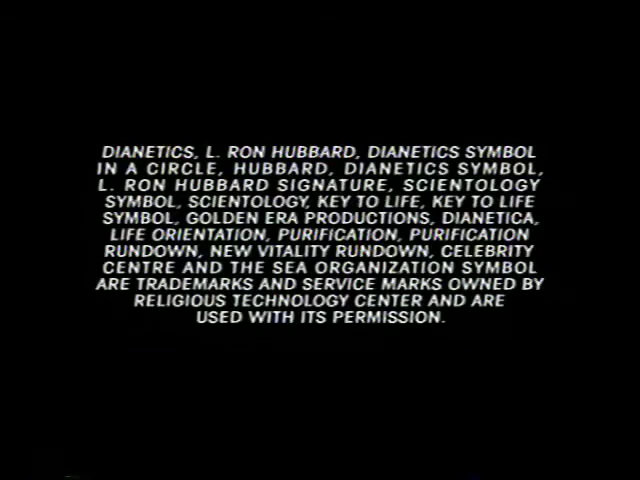 DIANETICS, L. RON HUBBARD, DIANETICS SYMBOL
IN A CIRCLE, HUBBARD, DIANETICS SYMBOL,
L. RON HUBBARD SIGNATURE, SCIENTOLOGY
SYMBOL, SCIENTOLOGY, KEY TO LIFE, KEY TO LIFE
SYMBOL, GOLDEN ERA PRODUCTIONS, DIANETICA,
LIFE ORIENTATION, PURIFICATION, PURIFICATION
RUNDOWN, NEW VITALITY RUNDOWN, CELEBRITY
CENTRE AND THE SEA ORGANIZATION SYMBOL
ARE TRADEMARKS AND SERVICE MARKS OWNED BY
RELIGIOUS TECHNOLOGY CENTER AND ARE
USED WITH ITS PERMISSION.